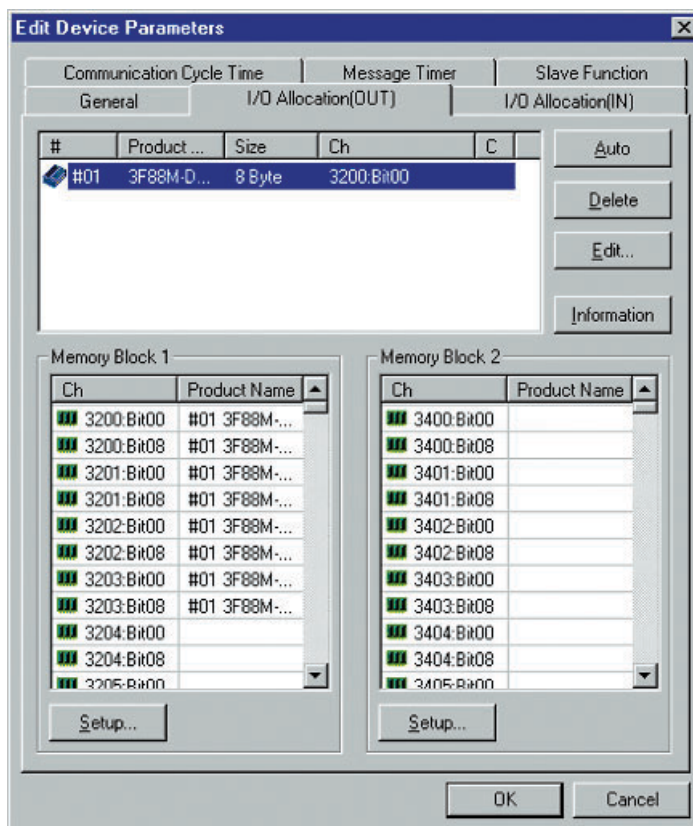 Edit Device Parameters
Communication Cycle Time Message Timer Slave Function
General I/O Allocation(OUT) I/O Allocation(IN)
# Product ... Size Ch C
#01 3F88M-D... 8 Byte 3200:Bit00
Auto
Delete
Edit...
Information
Memory Block 1
Ch Product Name
3200:Bit00 #01 3F88M-...
3200:Bit08 #01 3F88M-...
3201:Bit00 #01 3F88M-...
3201:Bit08 #01 3F88M-...
3202:Bit00 #01 3F88M-...
3202:Bit08 #01 3F88M-...
3203:Bit00 #01 3F88M-...
3203:Bit08 #01 3F88M-...
3204:Bit00
3204:Bit08
3205:Bit00
Setup...
Memory Block 2
Ch Product Name
3400:Bit00
3400:Bit08
3401:Bit00
3401:Bit08
3402:Bit00
3402:Bit08
3403:Bit00
3403:Bit08
3404:Bit00
3404:Bit08
3405:Bit00
Setup...
OK Cancel